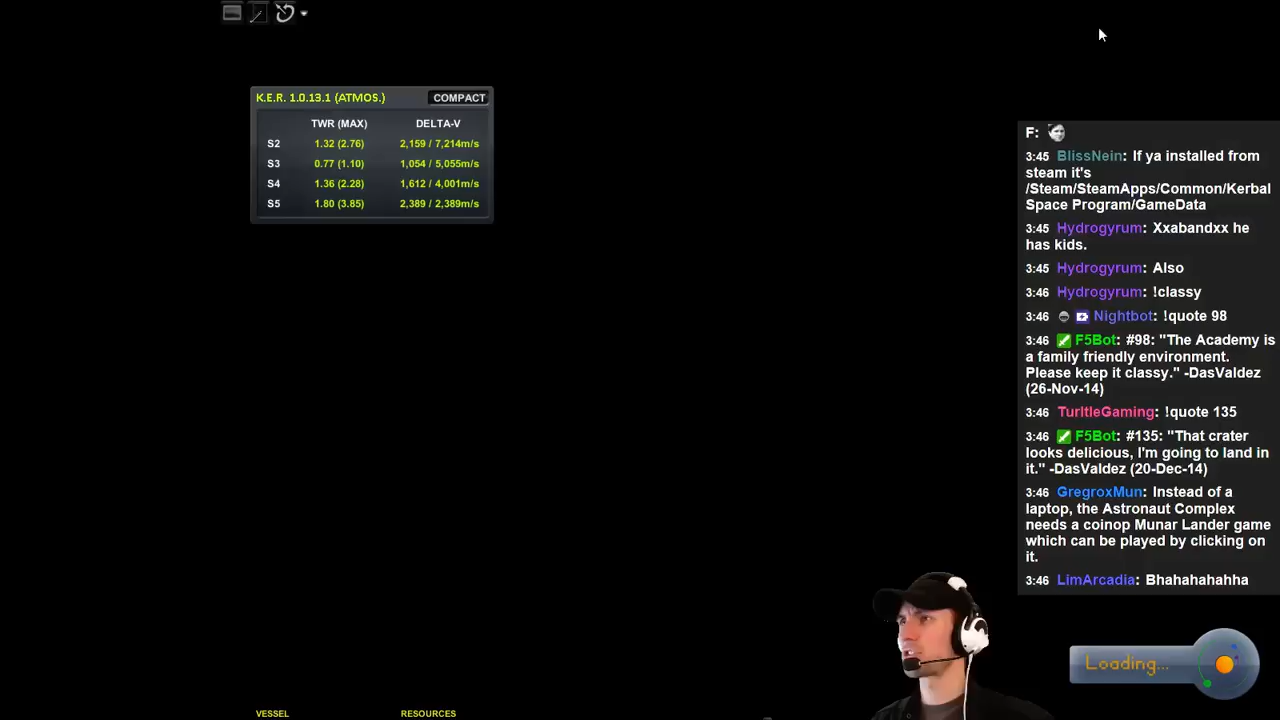 K.E.R. 1.0.13.1 (ATMOS.) COMPACT
TWR (MAX) DELTA-V
S2 1.32 (2.76) 2,159 / 7,214m/s
S3 0.77 (1.10) 1,054 / 5,055m/s
S4 1.36 (2.28) 1,612 / 4,001m/s
S5 1.80 (3.85) 2,389 / 2,389m/s
F:
3:45 BlissNein: If ya installed from
steam it's
/Steam/SteamApps/Common/Kerbal
Space Program/GameData
3:45 Hydrogyrum: Xxabandxx he
has kids.
3:45 Hydrogyrum: Also
3:46 Hydrogyrum: !classy
3:46 Nightbot: !quote 98
3:46 F5Bot: #98: "The Academy is
a family friendly environment.
Please keep it classy." -DasValdez
(26-Nov-14)
3:46 TurltleGaming: !quote 135
3:46 F5Bot: #135: "That crater
looks delicious, I'm going to land in
it." -DasValdez (20-Dec-14)
3:46 GregroxMun: Instead of a
laptop, the Astronaut Complex
needs a coinop Munar Lander game
which can be played by clicking on
it.
3:46 LimArcadia: Bhahahahahha
Loading...
VESSEL RESOURCES